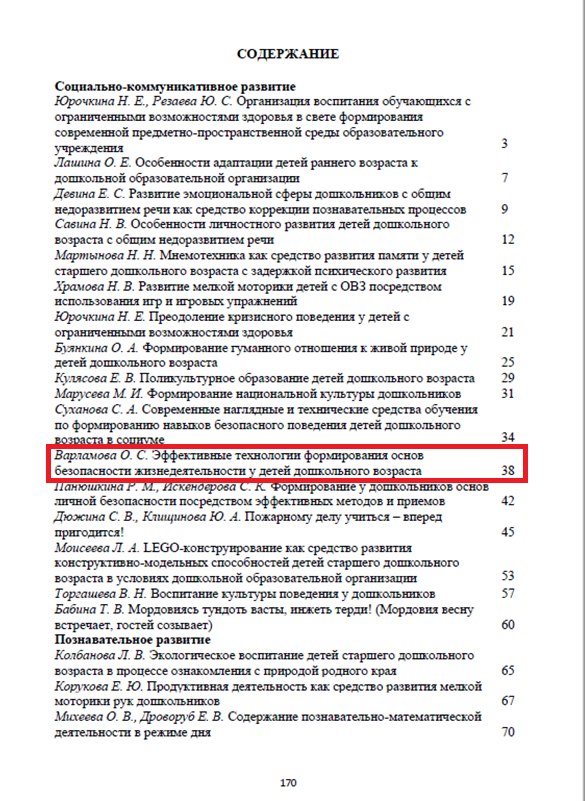 СОДЕРЖАНИЕ
Социально-коммуникативное развитие
Юрочкина Н. Е., Резаева Ю. С. Организация воспитания обучающихся с
ограниченными возможностями здоровья в свете формирования
современной предметно-пространственной среды образовательного
учреждения 3
Лашина О. Е. Особенности адаптации детей раннего возраста к
дошкольной образовательной организации 7
Девина Е. С. Развитие эмоциональной сферы дошкольников с общим
недоразвитием речи как средство коррекции познавательных процессов 9
Савина Н. В. Особенности личностного развития детей дошкольного
возраста с общим недоразвитием речи 12
Мартынова Н. Н. Мнемотехника как средство развития памяти у детей
старшего дошкольного возраста с задержкой психического развития 15
Храмова Н. В. Развитие мелкой моторики детей с ОВЗ посредством
использования игр и игровых упражнений 19
Юрочкина Н. Е. Преодоление кризисного поведения у детей с
ограниченными возможностями здоровья 21
Буянкина О. А. Формирование гуманного отношения к живой природе у
детей дошкольного возраста 25
Кулясова Е. В. Поликультурное образование детей дошкольного возраста 29
Марусева М. И. Формирование национальной культуры дошкольников 31
Суханова С. А. Современные наглядные и технические средства обучения
по формированию навыков безопасного поведения детей дошкольного
возраста в социуме 34
Варламова О. С. Эффективные технологии формирования основ
безопасности жизнедеятельности у детей дошкольного возраста 38
Панюшкина Р. М., Искендерова С. К. Формирование у дошкольников основ
личной безопасности посредством эффективных методов и приемов 42
Дюжина С. В., Клищинова Ю. А. Пожарному делу учиться – вперед
пригодится! 45
Моисеева Л. А. LEGO-конструирование как средство развития
конструктивно-модельных способностей детей старшего дошкольного
возраста в условиях дошкольной образовательной организации 53
Торгашева В. Н. Воспитание культуры поведения у дошкольников 57
Бабина Т. В. Мордовиясь тундоть васты, инжеть терди! (Мордовия весну
встречает, гостей созывает) 60
Познавательное развитие
Колбанова Л. В. Экологическое воспитание детей старшего дошкольного
возраста в процессе ознакомления с природой родного края 65
Корукова Е. Ю. Продуктивная деятельность как средство развития мелкой
моторики рук дошкольников 67
Михеева О. В., Дроворуб Е. В. Содержание познавательно-математической
деятельности в режиме дня 70
170